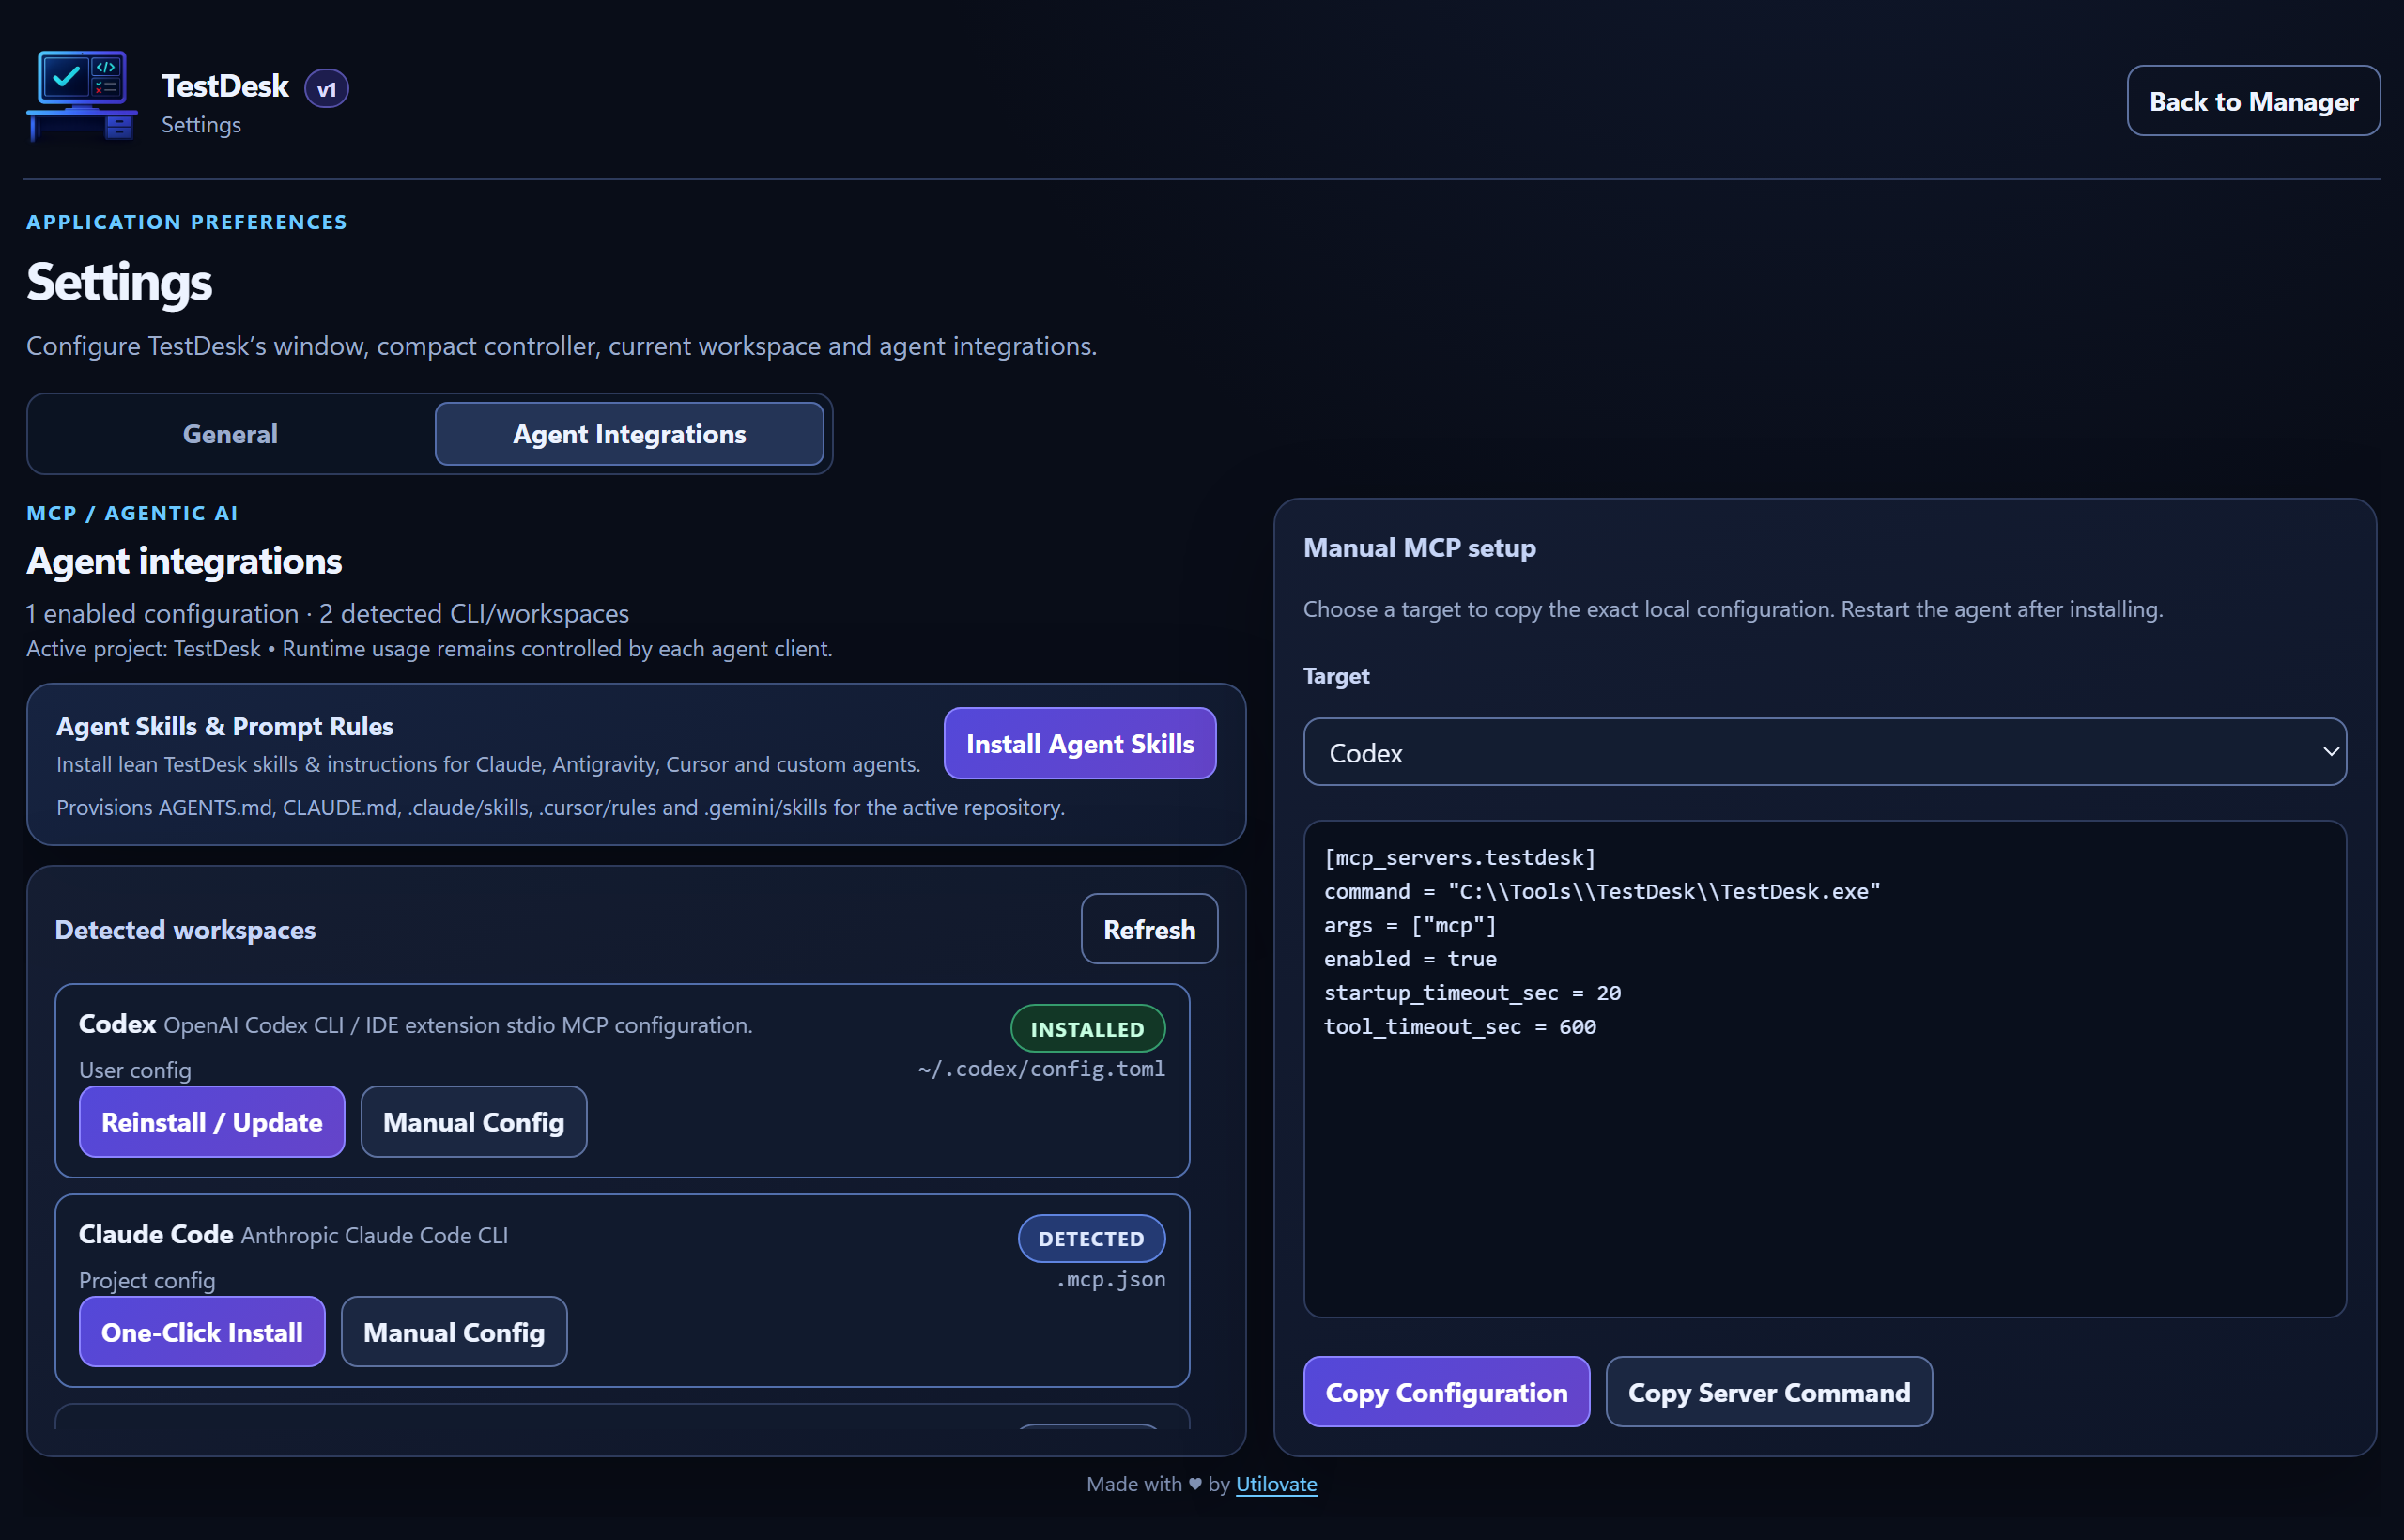 TestDesk v1
Settings
Back to Manager
APPLICATION PREFERENCES
Settings
Configure TestDesk’s window, compact controller, current workspace and agent integrations.
General
Agent Integrations
MCP / AGENTIC AI
Agent integrations
1 enabled configuration · 2 detected CLI/workspaces
Active project: TestDesk • Runtime usage remains controlled by each agent client.
Agent Skills & Prompt Rules
Install lean TestDesk skills & instructions for Claude, Antigravity, Cursor and custom agents.
Install Agent Skills
Provisions AGENTS.md, CLAUDE.md, .claude/skills, .cursor/rules and .gemini/skills for the active repository.
Detected workspaces
Refresh
Codex OpenAI Codex CLI / IDE extension stdio MCP configuration.
INSTALLED
User config
~/.codex/config.toml
Reinstall / Update
Manual Config
Claude Code Anthropic Claude Code CLI
DETECTED
Project config
.mcp.json
One-Click Install
Manual Config
Manual MCP setup
Choose a target to copy the exact local configuration. Restart the agent after installing.
Target
Codex
[mcp_servers.testdesk]
command = "C:\\Tools\\TestDesk\\TestDesk.exe"
args = ["mcp"]
enabled = true
startup_timeout_sec = 20
tool_timeout_sec = 600
Copy Configuration
Copy Server Command
Made with ♥ by Utilovate